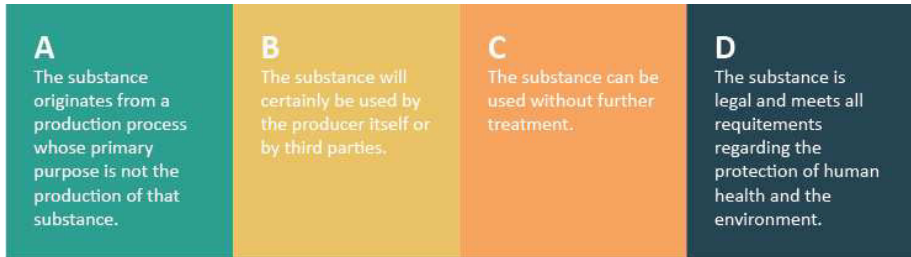 A
The substance
originates from a
production process
whose primary
purpose is not the
production of that
substance.
B
The substance will
certainly be used by
the producer itself or
by third parties.
C
The substance can be
used without further
treatment.
D
The substance is
legal and meets all
requitements
regarding the
protection of human
health and the
environment.